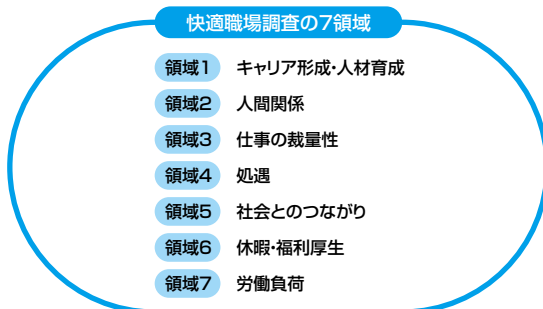 快適職場調査の7領域
領域1 キャリア形成・人材育成
領域2 人間関係
領域3 仕事の裁量性
領域4 処遇
領域5 社会とのつながり
領域6 休暇・福利厚生
領域7 労働負荷